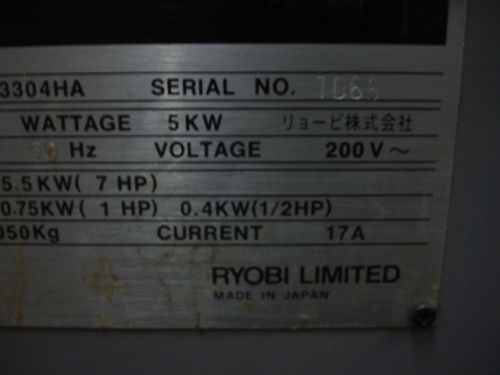 3304HA SERIAL NO. 1065
WATTAGE 5KW リョービ株式会社
Hz VOLTAGE 200V～
5.5KW( 7 HP)
0.75KW( 1 HP) 0.4KW(1/2HP)
050Kg CURRENT 17A
RYOBI LIMITED
MADE IN JAPAN